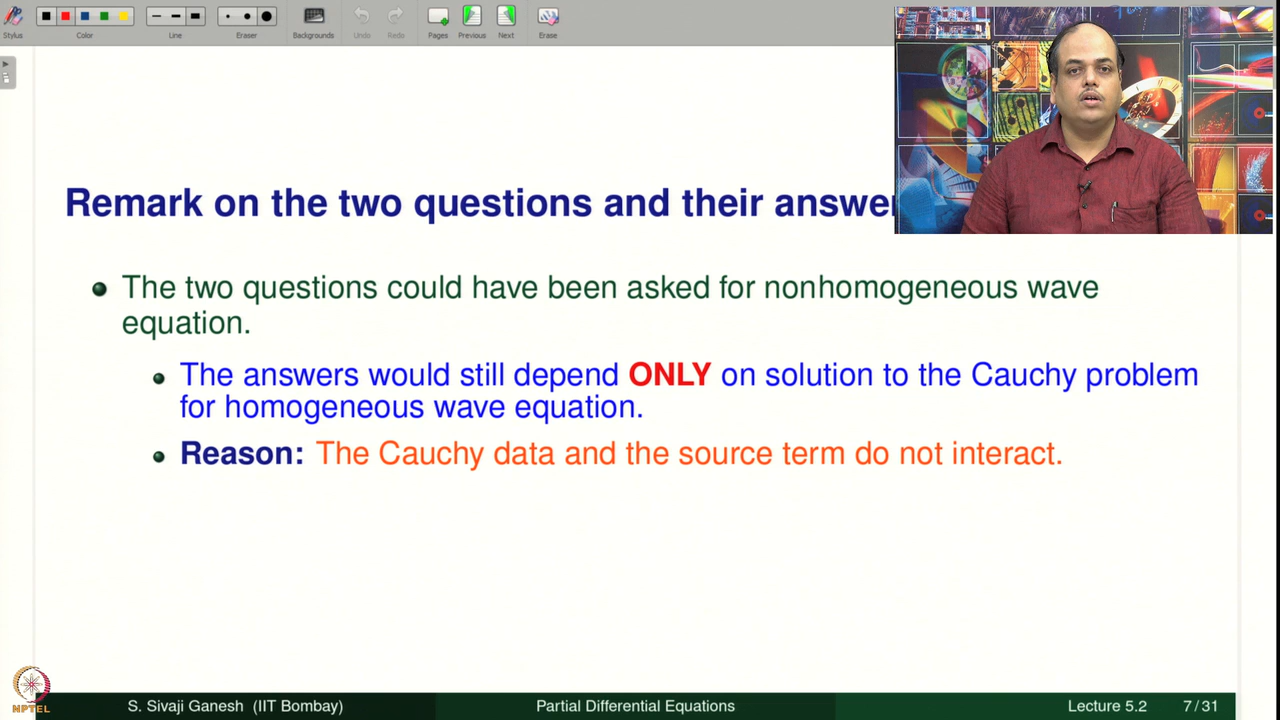 Stylus Color Line Eraser Backgrounds Undo Redo Pages Previous Next Erase
Remark on the two questions and their answe
The two questions could have been asked for nonhomogeneous wave
equation.
The answers would still depend ONLY on solution to the Cauchy problem
for homogeneous wave equation.
Reason: The Cauchy data and the source term do not interact.
NPTEL
S. Sivaji Ganesh (IIT Bombay) Partial Differential Equations Lecture 5.2 7/31